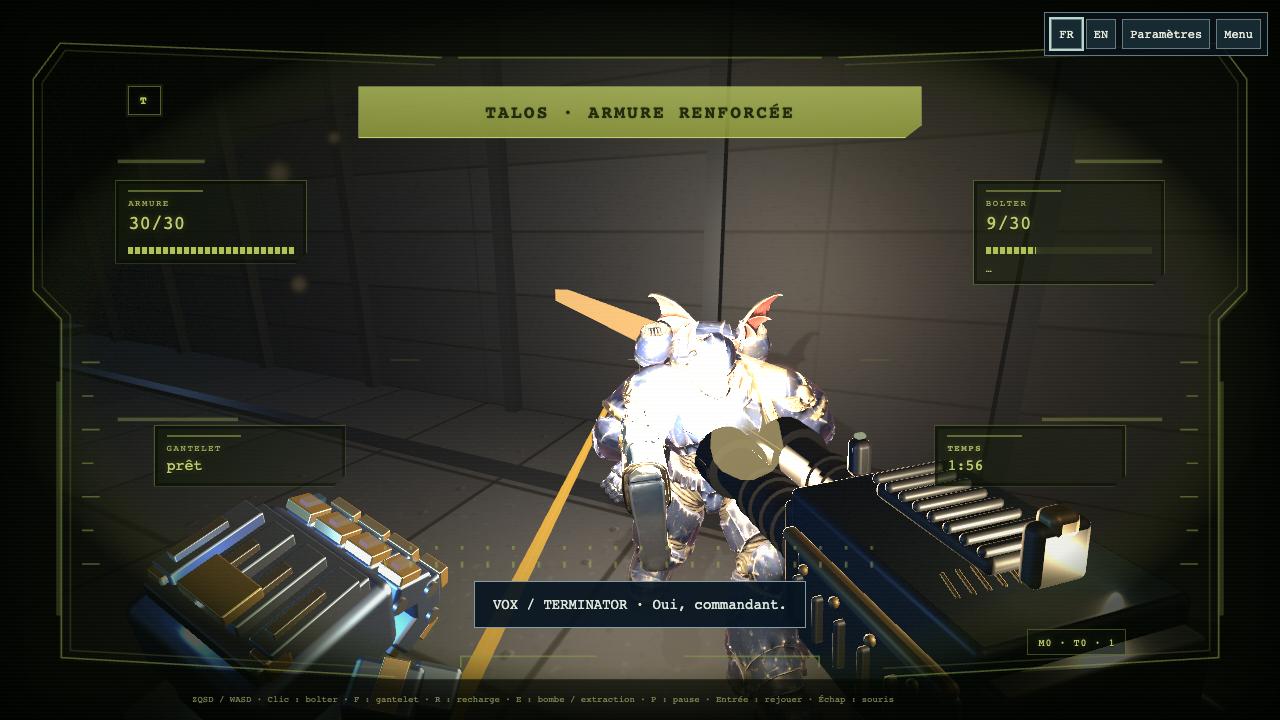 FR EN Paramètres Menu
T
TALOS · ARMURE RENFORCÉE
ARMURE
30/30
BOLTER
9/30
…
GANTELET
prêt
TEMPS
1:56
VOX / TERMINATOR · Oui, commandant.
M0 · T0 · 1
ZQSD / WASD · Clic : bolter · F : gantelet · R : recharge · E : bombe / extraction · P : pause · Entrée : rejouer · Échap : souris